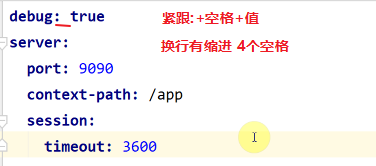 debug: true 紧跟:+空格+值
server: 换行有缩进 4个空格
port: 9090
context-path: /app
session:
timeout: 3600